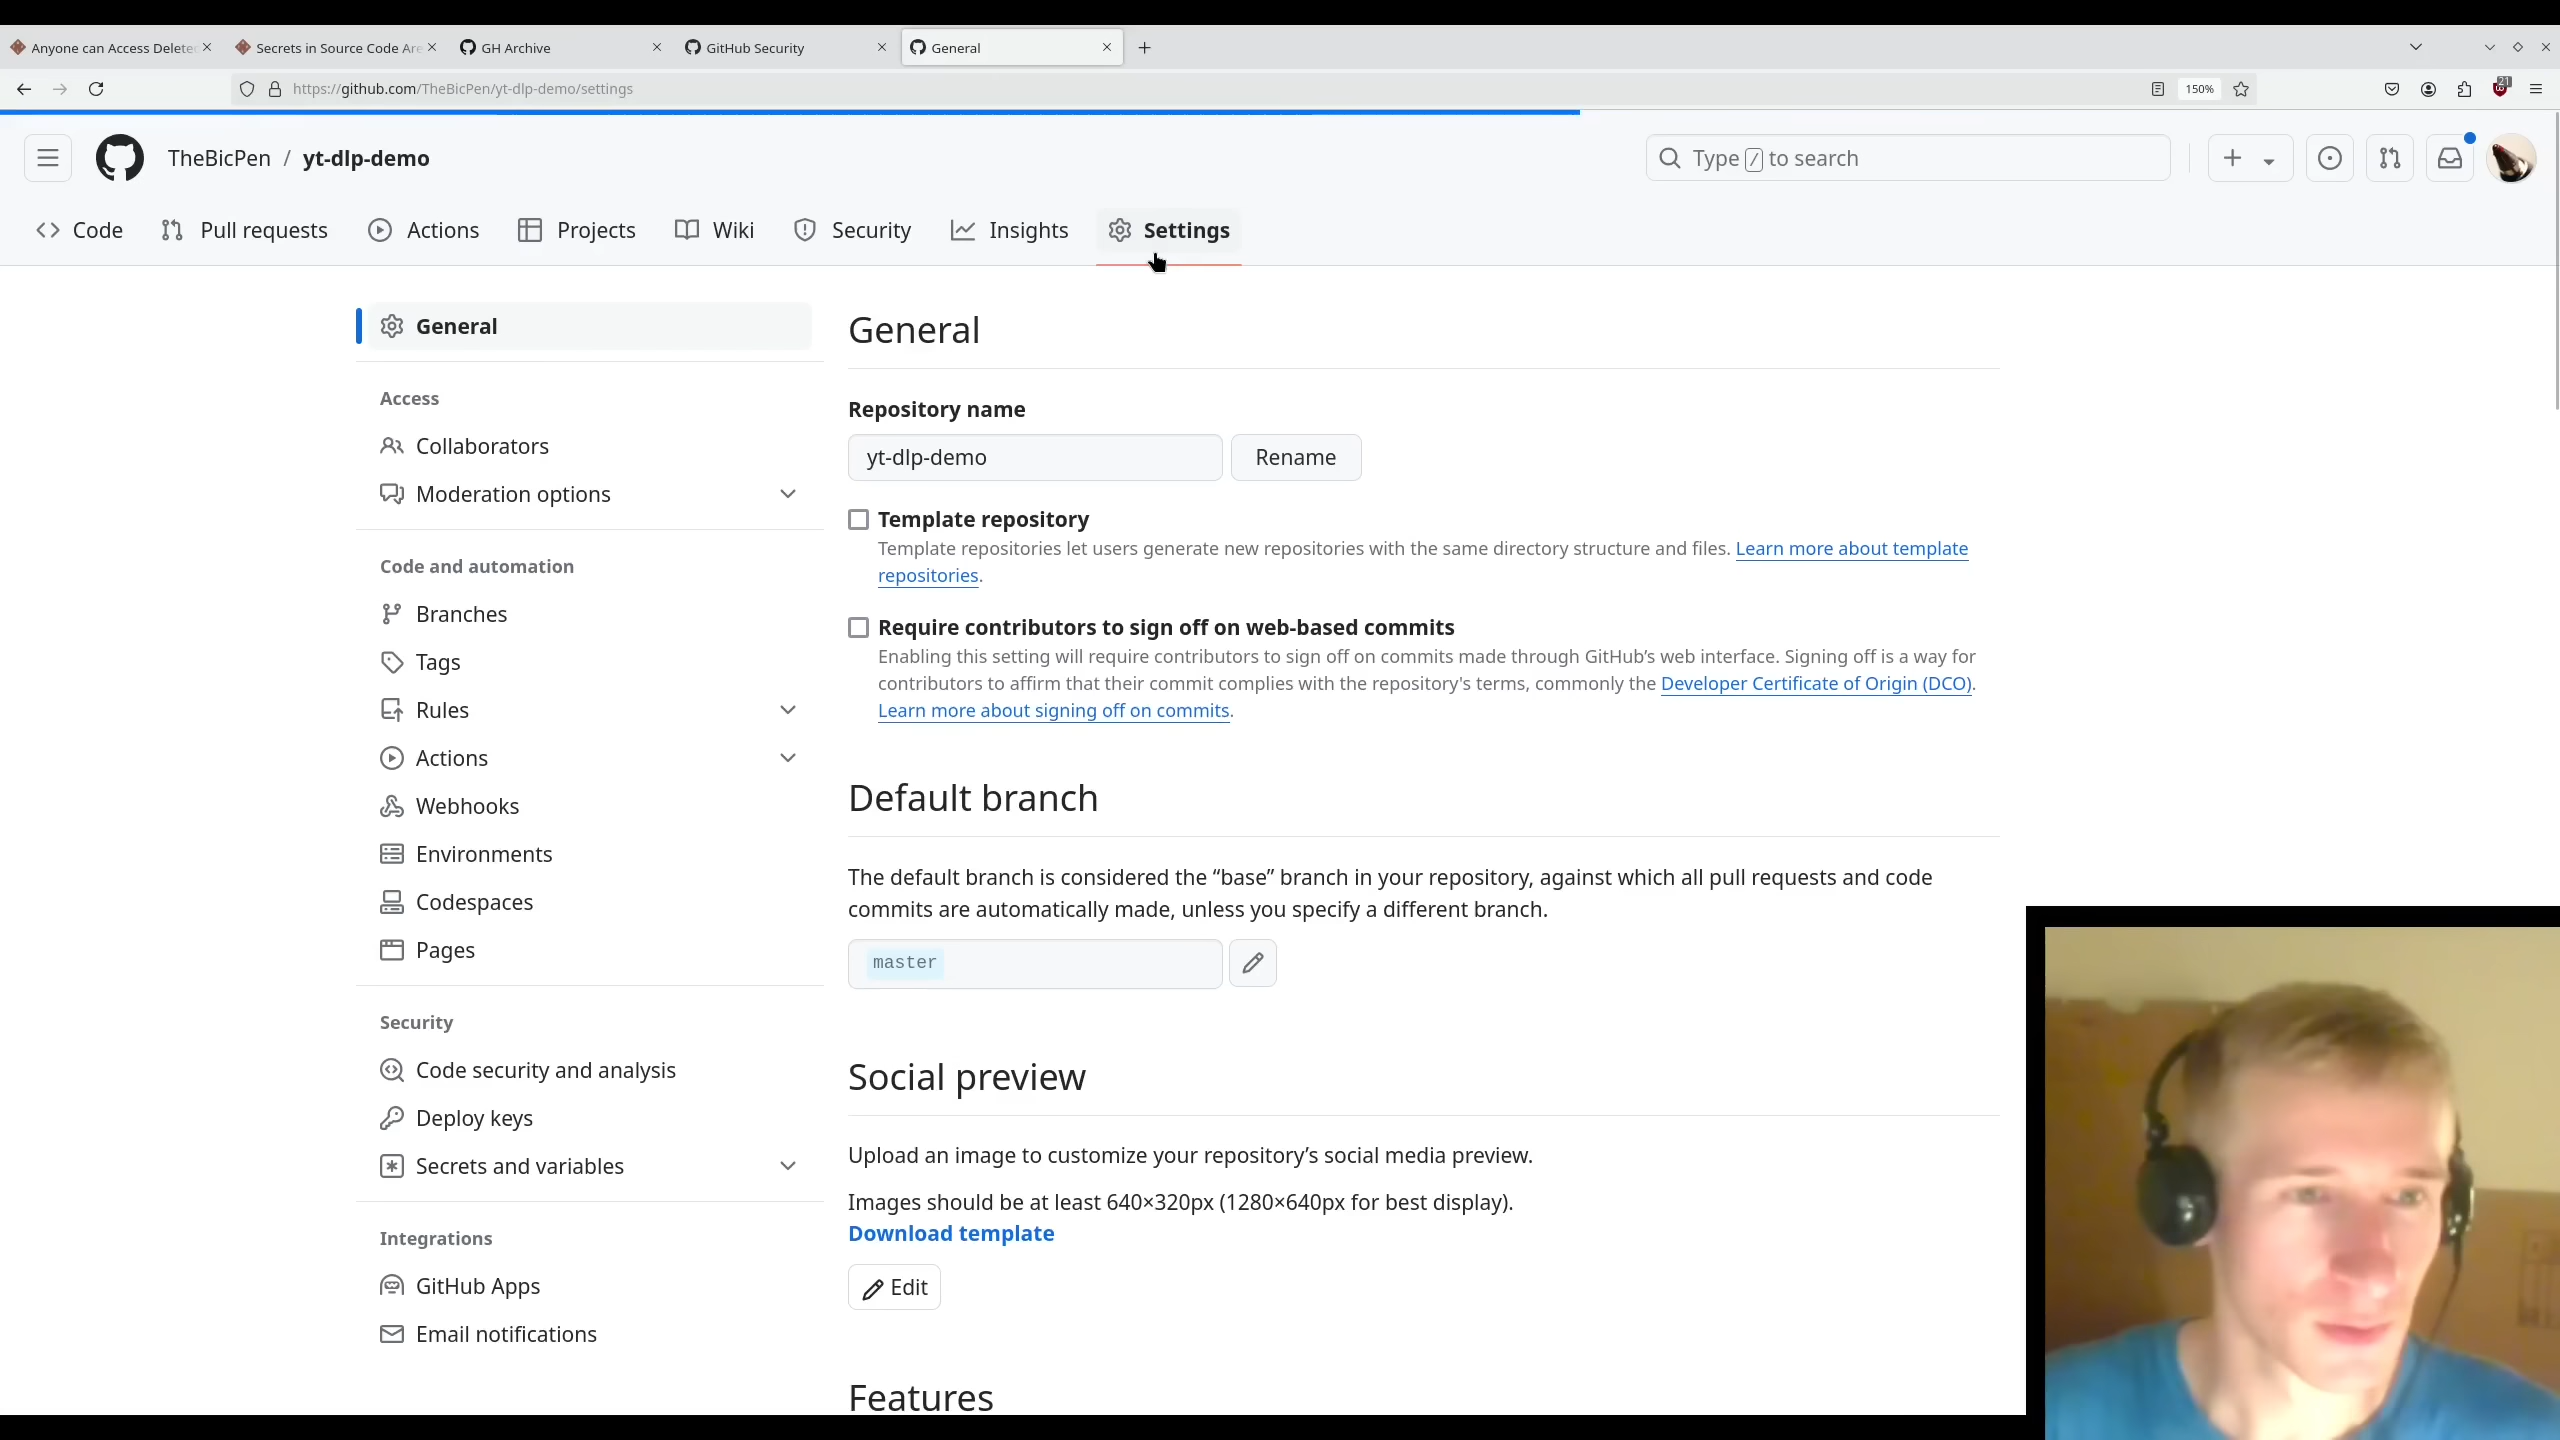 Anyone can Access Delete
Secrets in Source Code Are
GH Archive
GitHub Security
General
https://github.com/TheBicPen/yt-dlp-demo/settings
150%
21
TheBicPen / yt-dlp-demo
Type / to search
Code
Pull requests
Actions
Projects
Wiki
Security
Insights
Settings
General
Access
Collaborators
Moderation options
Code and automation
Branches
Tags
Rules
Actions
Webhooks
Environments
Codespaces
Pages
Security
Code security and analysis
Deploy keys
Secrets and variables
Integrations
GitHub Apps
Email notifications
General
Repository name
yt-dlp-demo
Rename
Template repository
Template repositories let users generate new repositories with the same directory structure and files. Learn more about template
repositories.
Require contributors to sign off on web-based commits
Enabling this setting will require contributors to sign off on commits made through GitHub’s web interface. Signing off is a way for
contributors to affirm that their commit complies with the repository's terms, commonly the Developer Certificate of Origin (DCO).
Learn more about signing off on commits.
Default branch
The default branch is considered the “base” branch in your repository, against which all pull requests and code
commits are automatically made, unless you specify a different branch.
master
Social preview
Upload an image to customize your repository’s social media preview.
Images should be at least 640×320px (1280×640px for best display).
Download template
Edit
Features